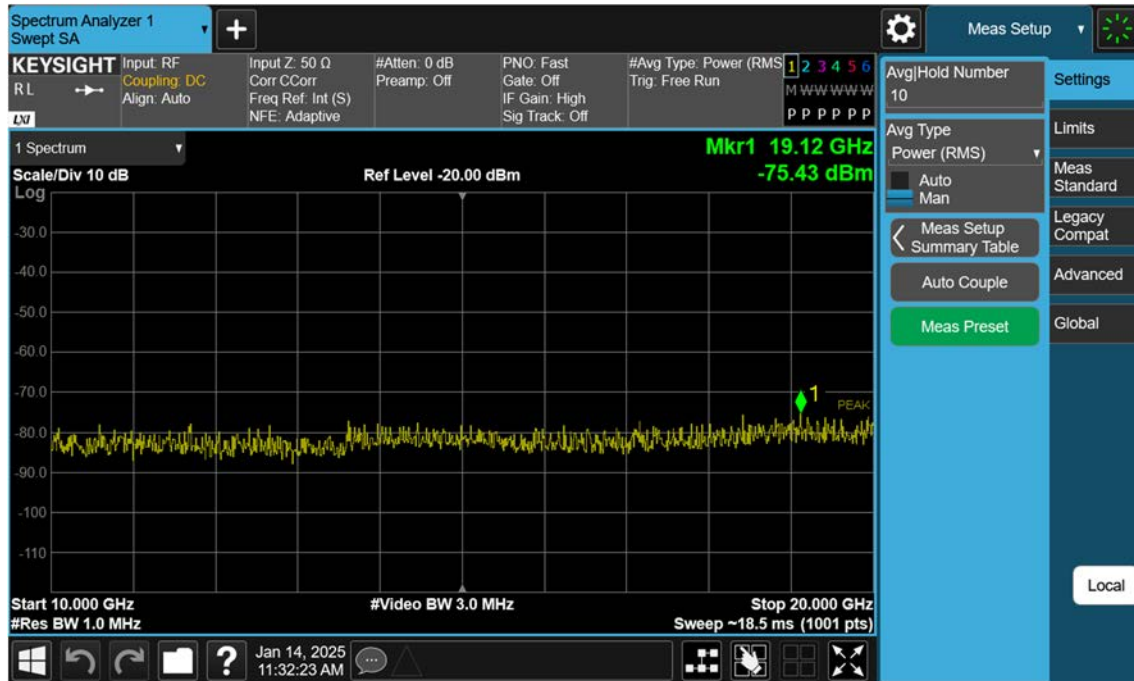 Spectrum Analyzer 1
Swept SA
+
Meas Setup
KEYSIGHT
RL
LXI
Input: RF
Coupling: DC
Align: Auto
Input Z: 50 Ω
Corr CCorr
Freq Ref: Int (S)
NFE: Adaptive
#Atten: 0 dB
Preamp: Off
PNO: Fast
Gate: Off
IF Gain: High
Sig Track: Off
#Avg Type: Power (RMS
Trig: Free Run
1 2 3 4 5 6
M W W W W W
P P P P P P
1 Spectrum
Mkr1 19.12 GHz
Scale/Div 10 dB
Ref Level -20.00 dBm
-75.43 dBm
Log
-30.0
-40.0
-50.0
-60.0
-70.0
-80.0
-90.0
-100
-110
1
PEAK
Start 10.000 GHz
#Video BW 3.0 MHz
Stop 20.000 GHz
#Res BW 1.0 MHz
Sweep ~18.5 ms (1001 pts)
Avg|Hold Number
10
Avg Type
Power (RMS)
Auto
Man
Meas Setup
Summary Table
Auto Couple
Meas Preset
Settings
Limits
Meas
Standard
Legacy
Compat
Advanced
Global
Local
?
Jan 14, 2025
11:32:23 AM